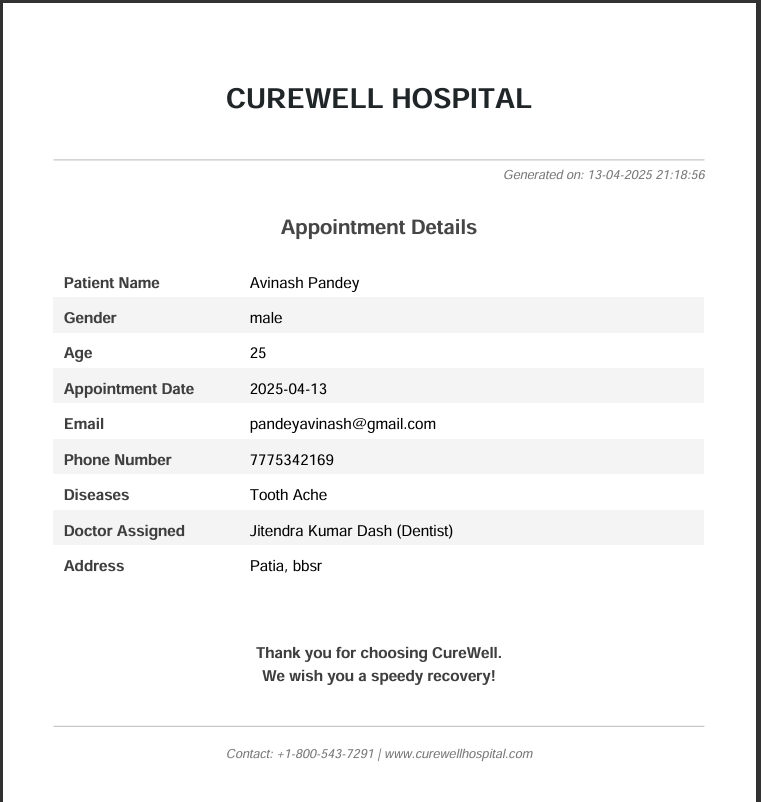 CUREWELL HOSPITAL
Generated on: 13-04-2025 21:18:56
Appointment Details
Patient Name Avinash Pandey
Gender male
Age 25
Appointment Date 2025-04-13
Email pandeyavinash@gmail.com
Phone Number 7775342169
Diseases Tooth Ache
Doctor Assigned Jitendra Kumar Dash (Dentist)
Address Patia, bbsr
Thank you for choosing CureWell.
We wish you a speedy recovery!
Contact: +1-800-543-7291 | www.curewellhospital.com